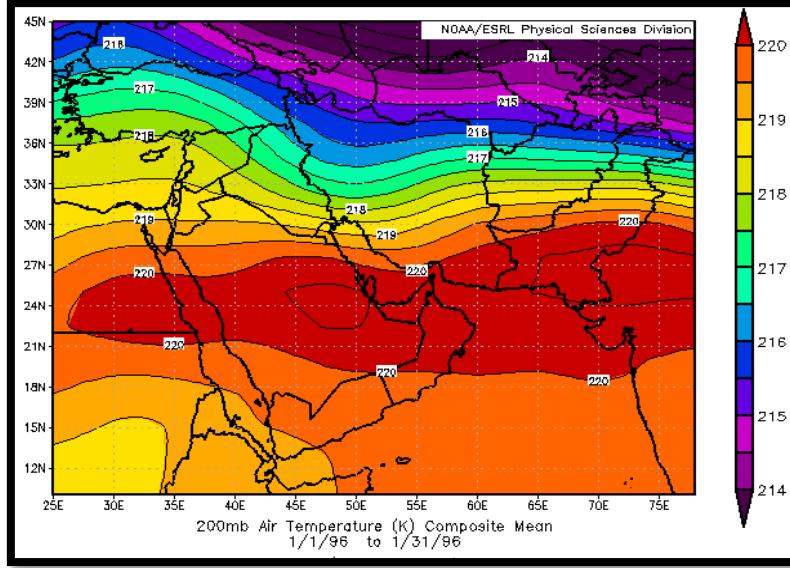 NOAA/ESRL Physical Sciences Division
45N
42N
39N
36N
33N
30N
27N
24N
21N
18N
15N
12N
216
217
218
219
220
220
214
215
216
217
218
219
220
220
220
220
25E 30E 35E 40E 45E 50E 55E 60E 65E 70E 75E
220
219
218
217
216
215
214
200mb Air Temperature (K) Composite Mean
1/1/96 to 1/31/96